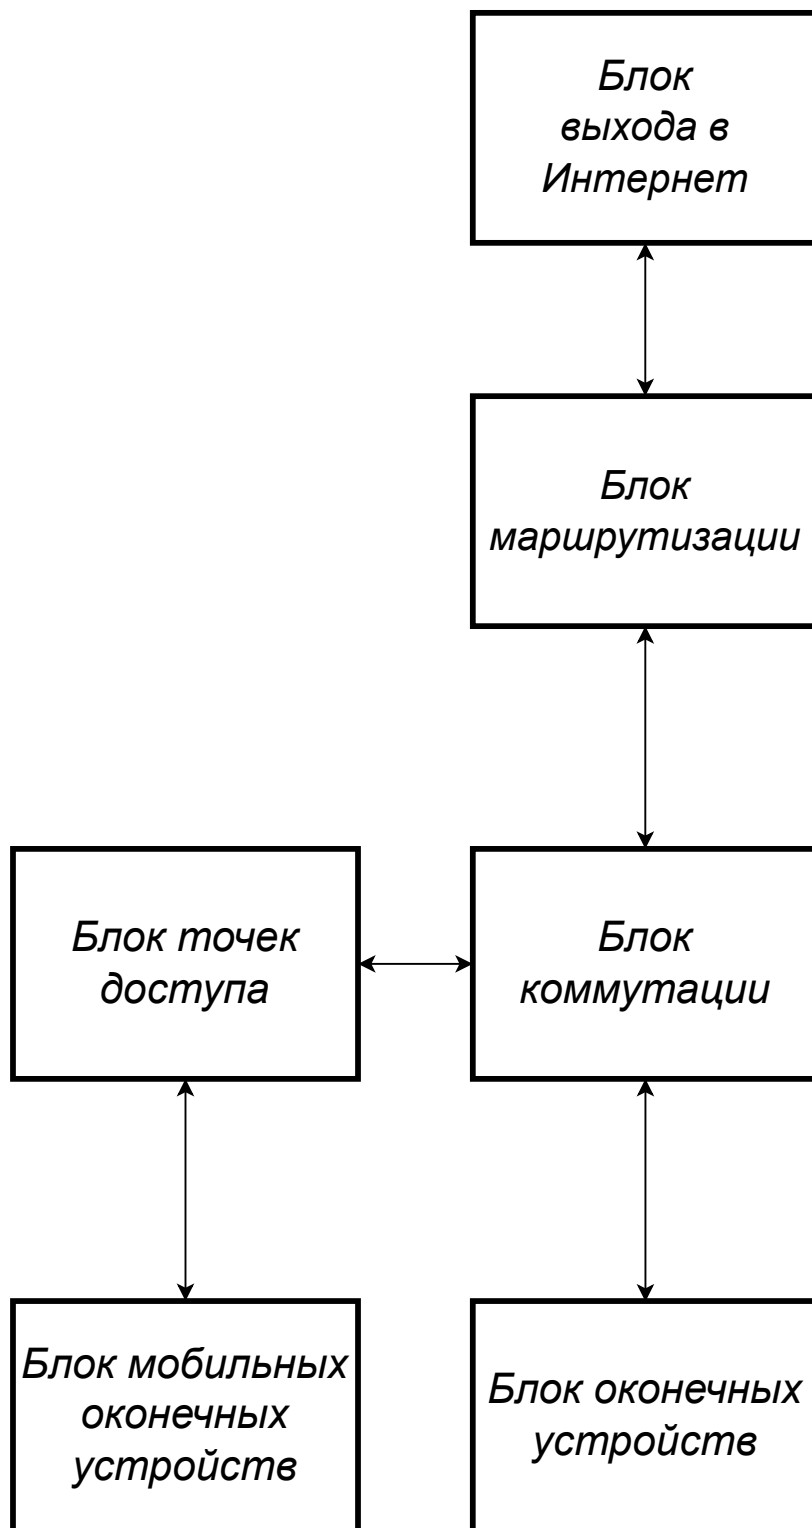 Блок
выхода в
Интернет
Блок
маршрутизации
Блок точек
доступа
Блок
коммутации
Блок мобильных
оконечных
устройств
Блок оконечных
устройств